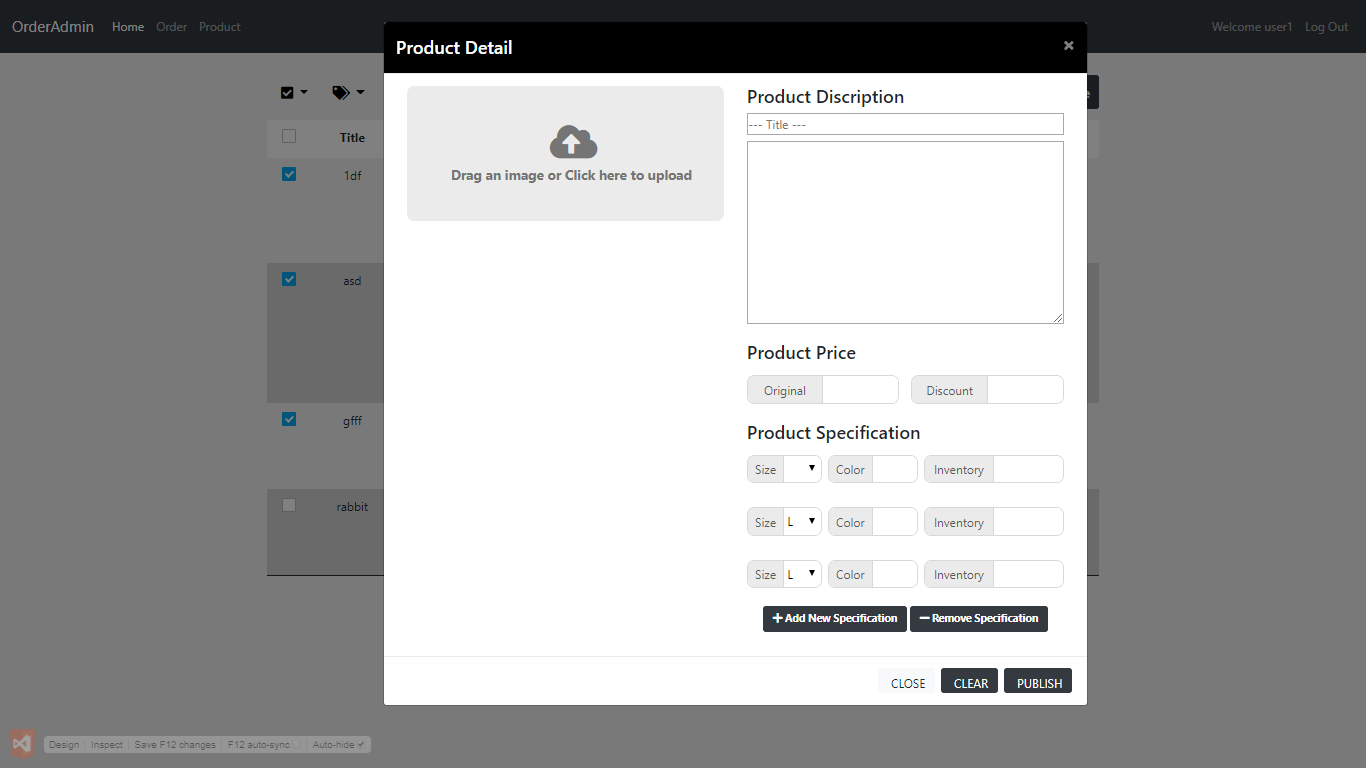 OrderAdmin Home Order Product Welcome user1 Log Out
Product Detail ×
Title
1df
asd
gfff
rabbit
Drag an image or Click here to upload
Product Discription
--- Title ---
Product Price
Original Discount
Product Specification
Size Color Inventory
Size L Color Inventory
Size L Color Inventory
+ Add New Specification − Remove Specification
CLOSE CLEAR PUBLISH
Design Inspect Save F12 changes F12 auto-sync Auto-hide ✓